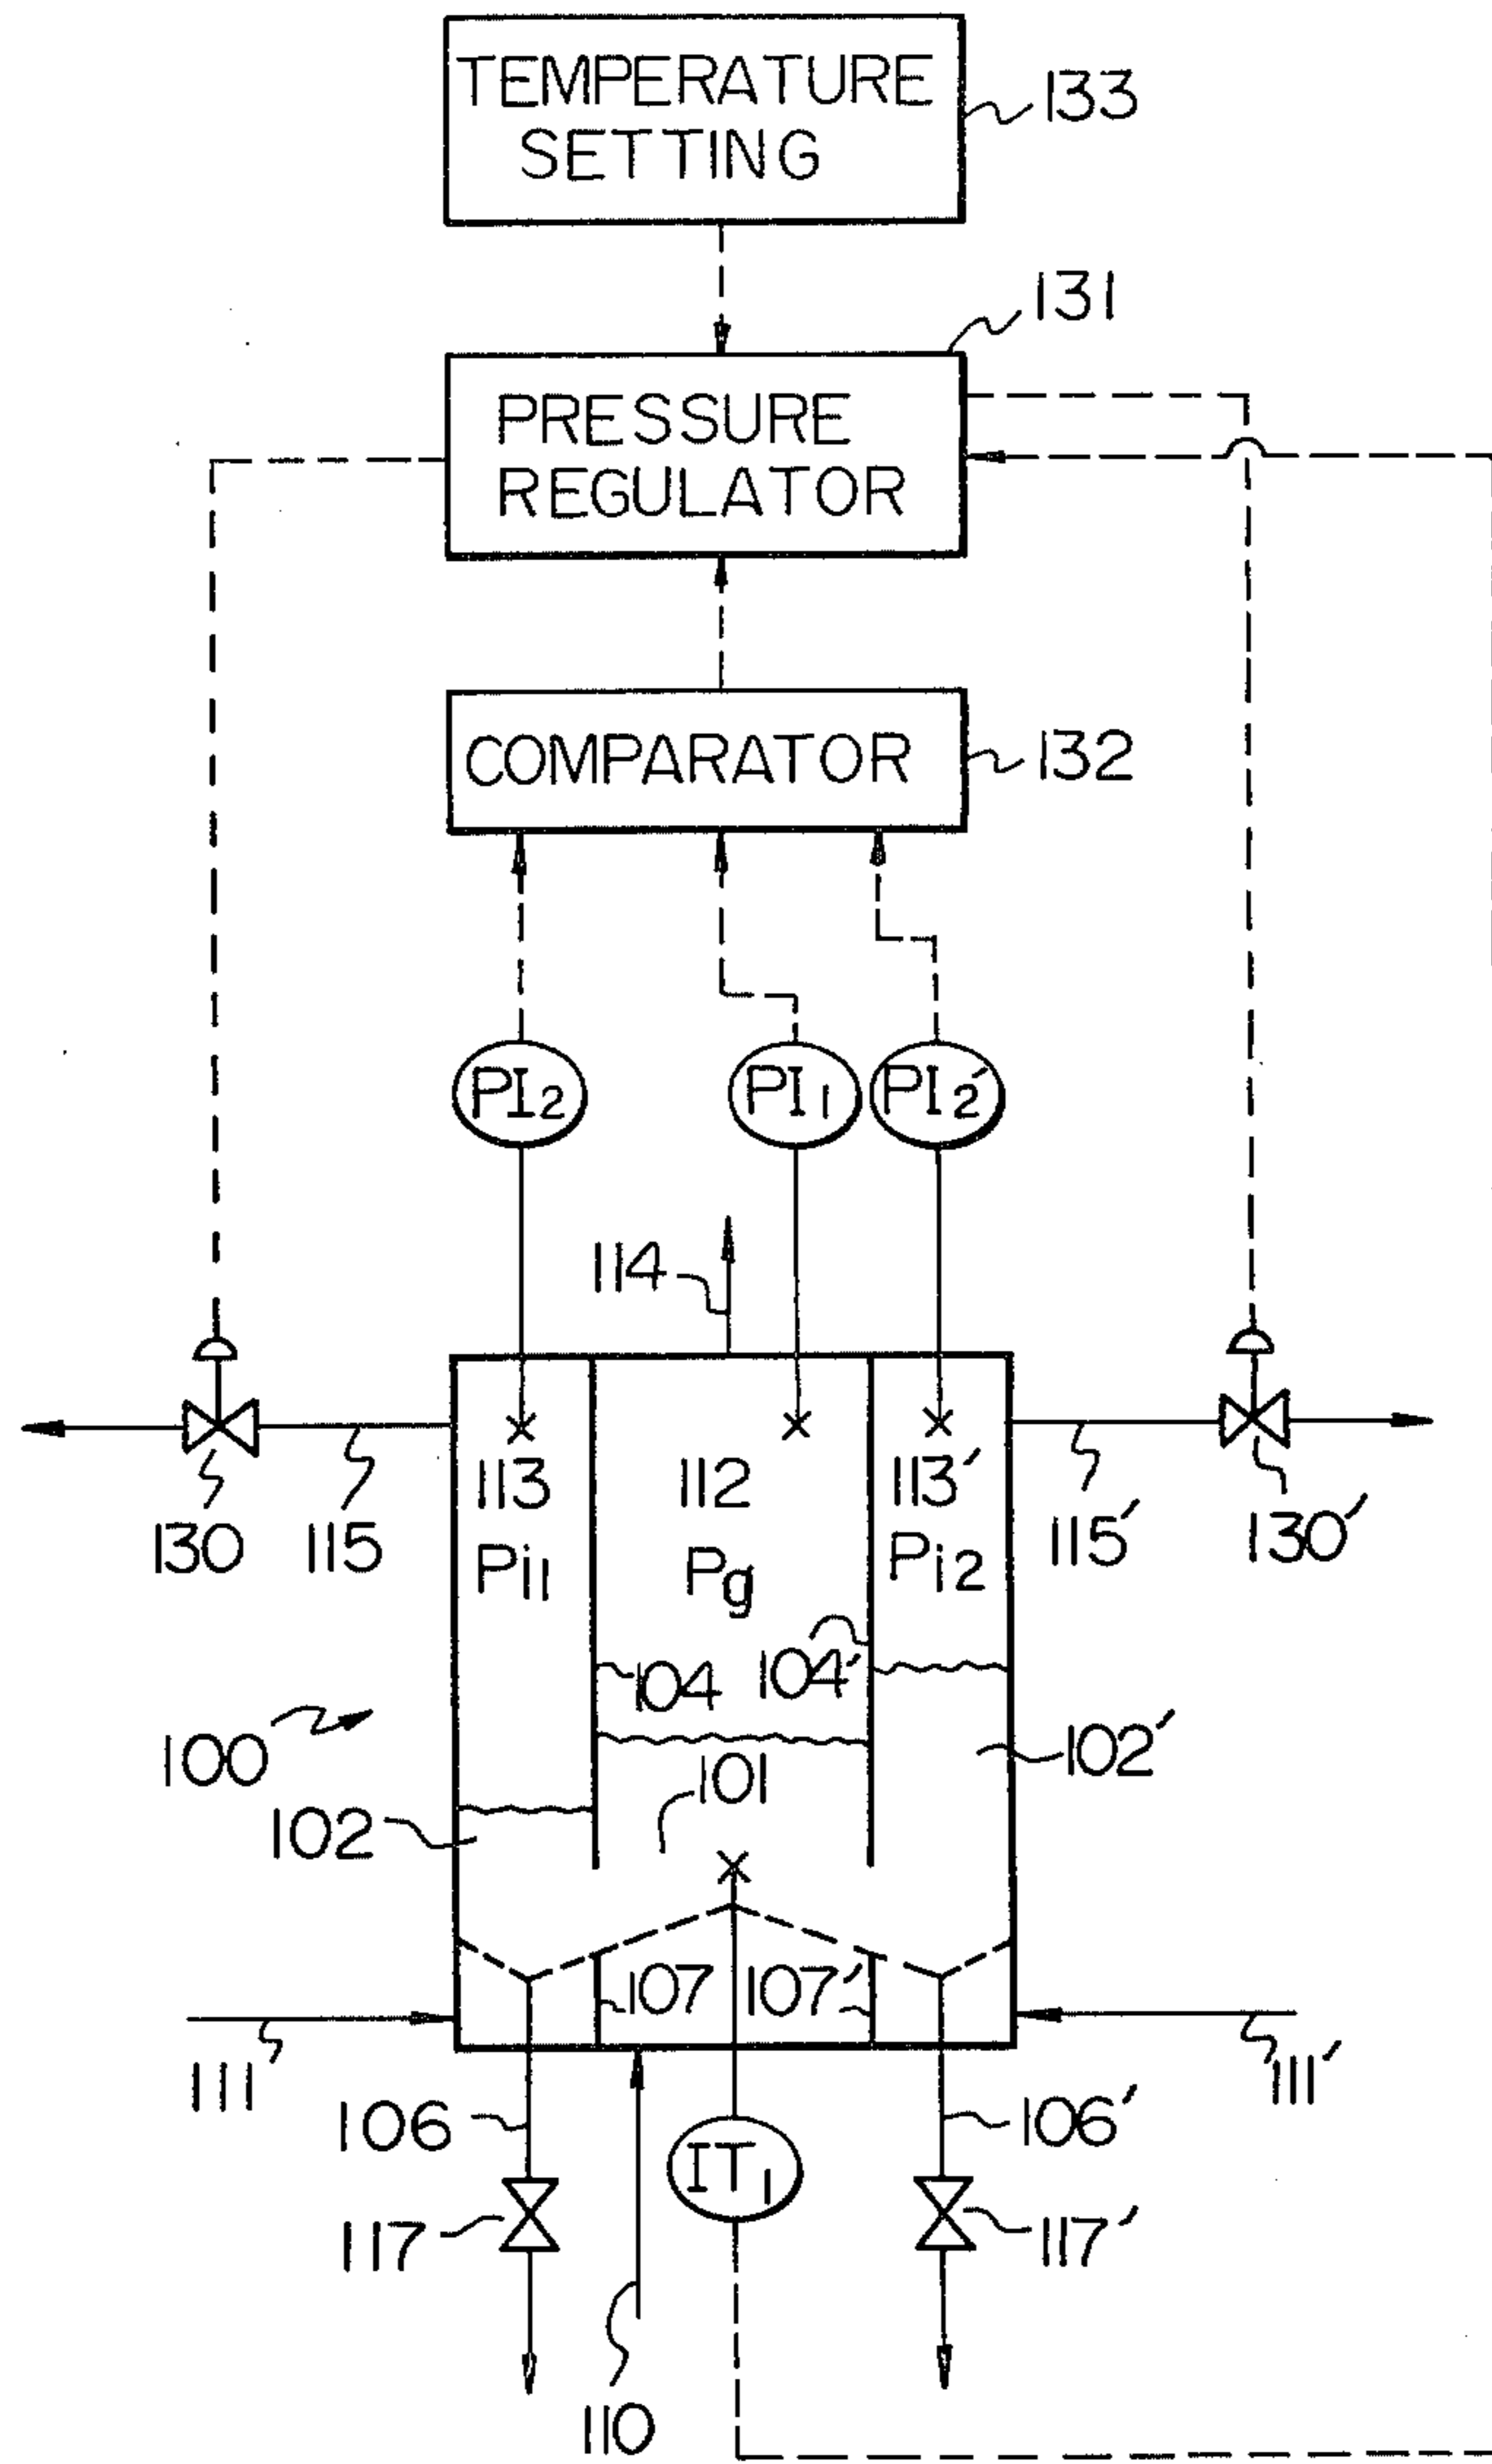 TEMPERATURE
SETTING
133
131
PRESSURE
REGULATOR
COMPARATOR
132
PI2
PI1
PI2′
114
113
112
113′
130
115
115′
130′
Pi1
Pg
Pi2
104
104′
100
101
102′
102
107
107′
111
111′
106
106′
IT1
117
117′
110